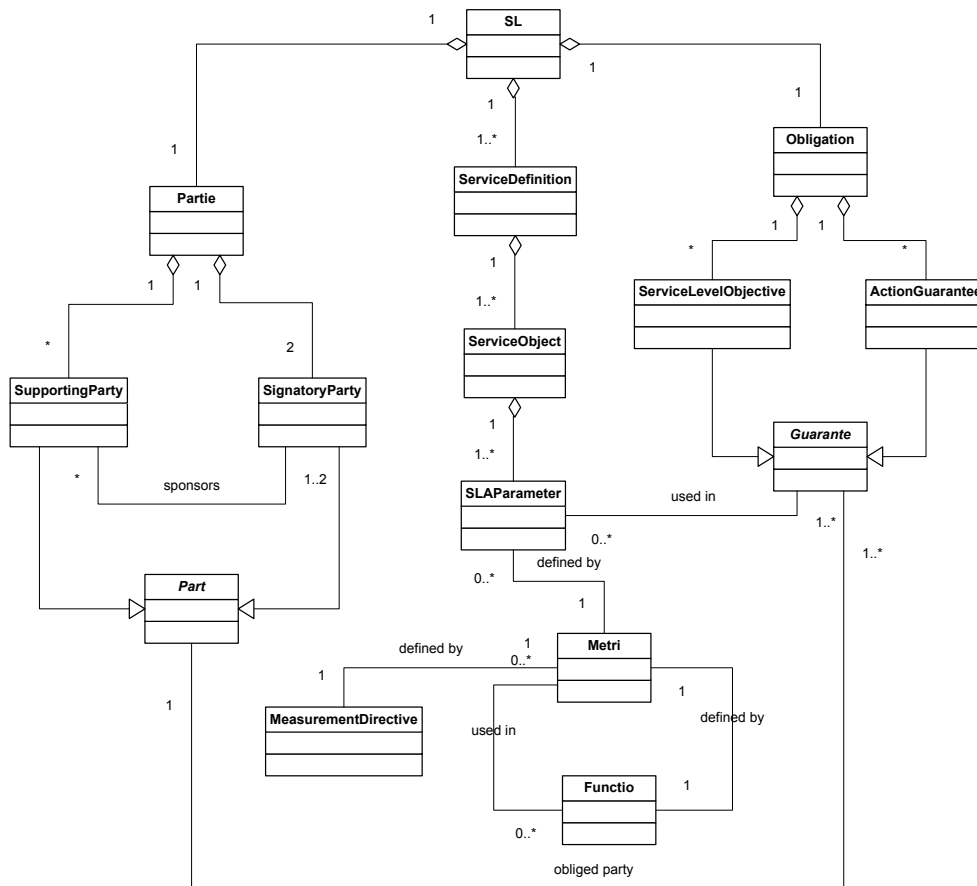 SL
1
1
1
1
1..*
1
1
Obligation
ServiceDefinition
Partie
1
1
1
1
1
*
*
1..*
ServiceLevelObjective
ActionGuarantee
ServiceObject
*
2
SupportingParty
SignatoryParty
1
Guarante
1..*
*
1..2
sponsors
SLAParameter
used in
1..*
0..*
1..*
defined by
0..*
Part
1
1
Metri
defined by
0..*
1
1
1
MeasurementDirective
defined by
used in
Functio
1
0..*
obliged party